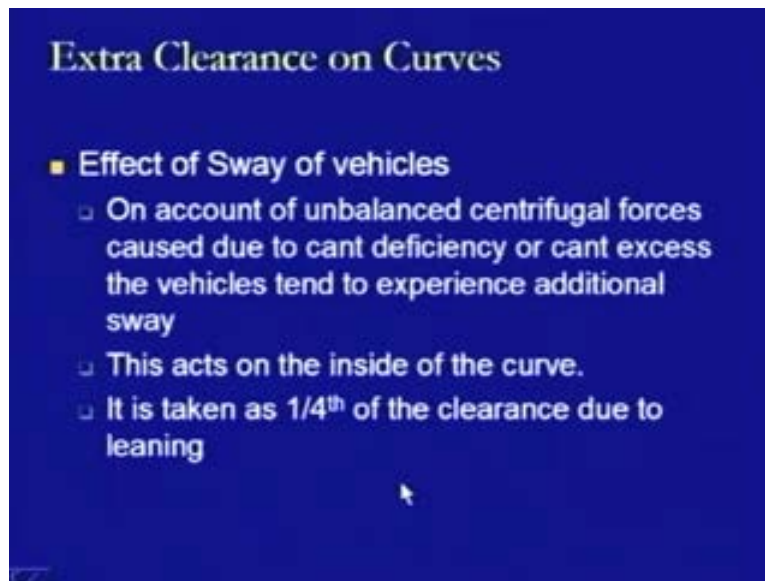 Extra Clearance on Curves
Effect of Sway of vehicles
On account of unbalanced centrifugal forces
caused due to cant deficiency or cant excess
the vehicles tend to experience additional
sway
This acts on the inside of the curve.
It is taken as 1/4th of the clearance due to
leaning